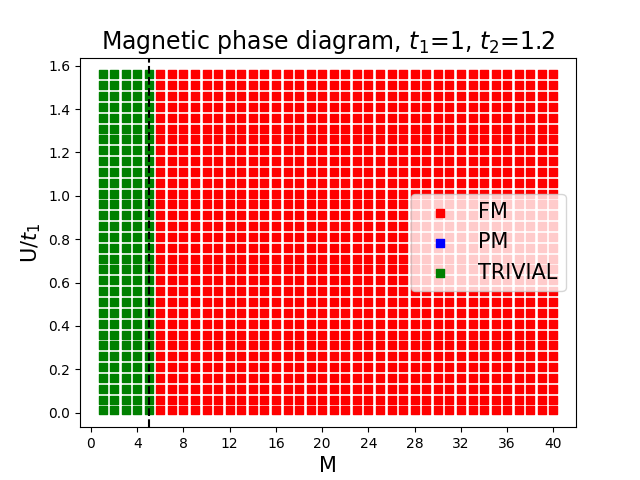 Magnetic phase diagram, t₁=1, t₂=1.2
U/t₁
1.6
1.4
1.2
1.0
0.8
0.6
0.4
0.2
0.0
FM
PM
TRIVIAL
0 4 8 12 16 20 24 28 32 36 40
M